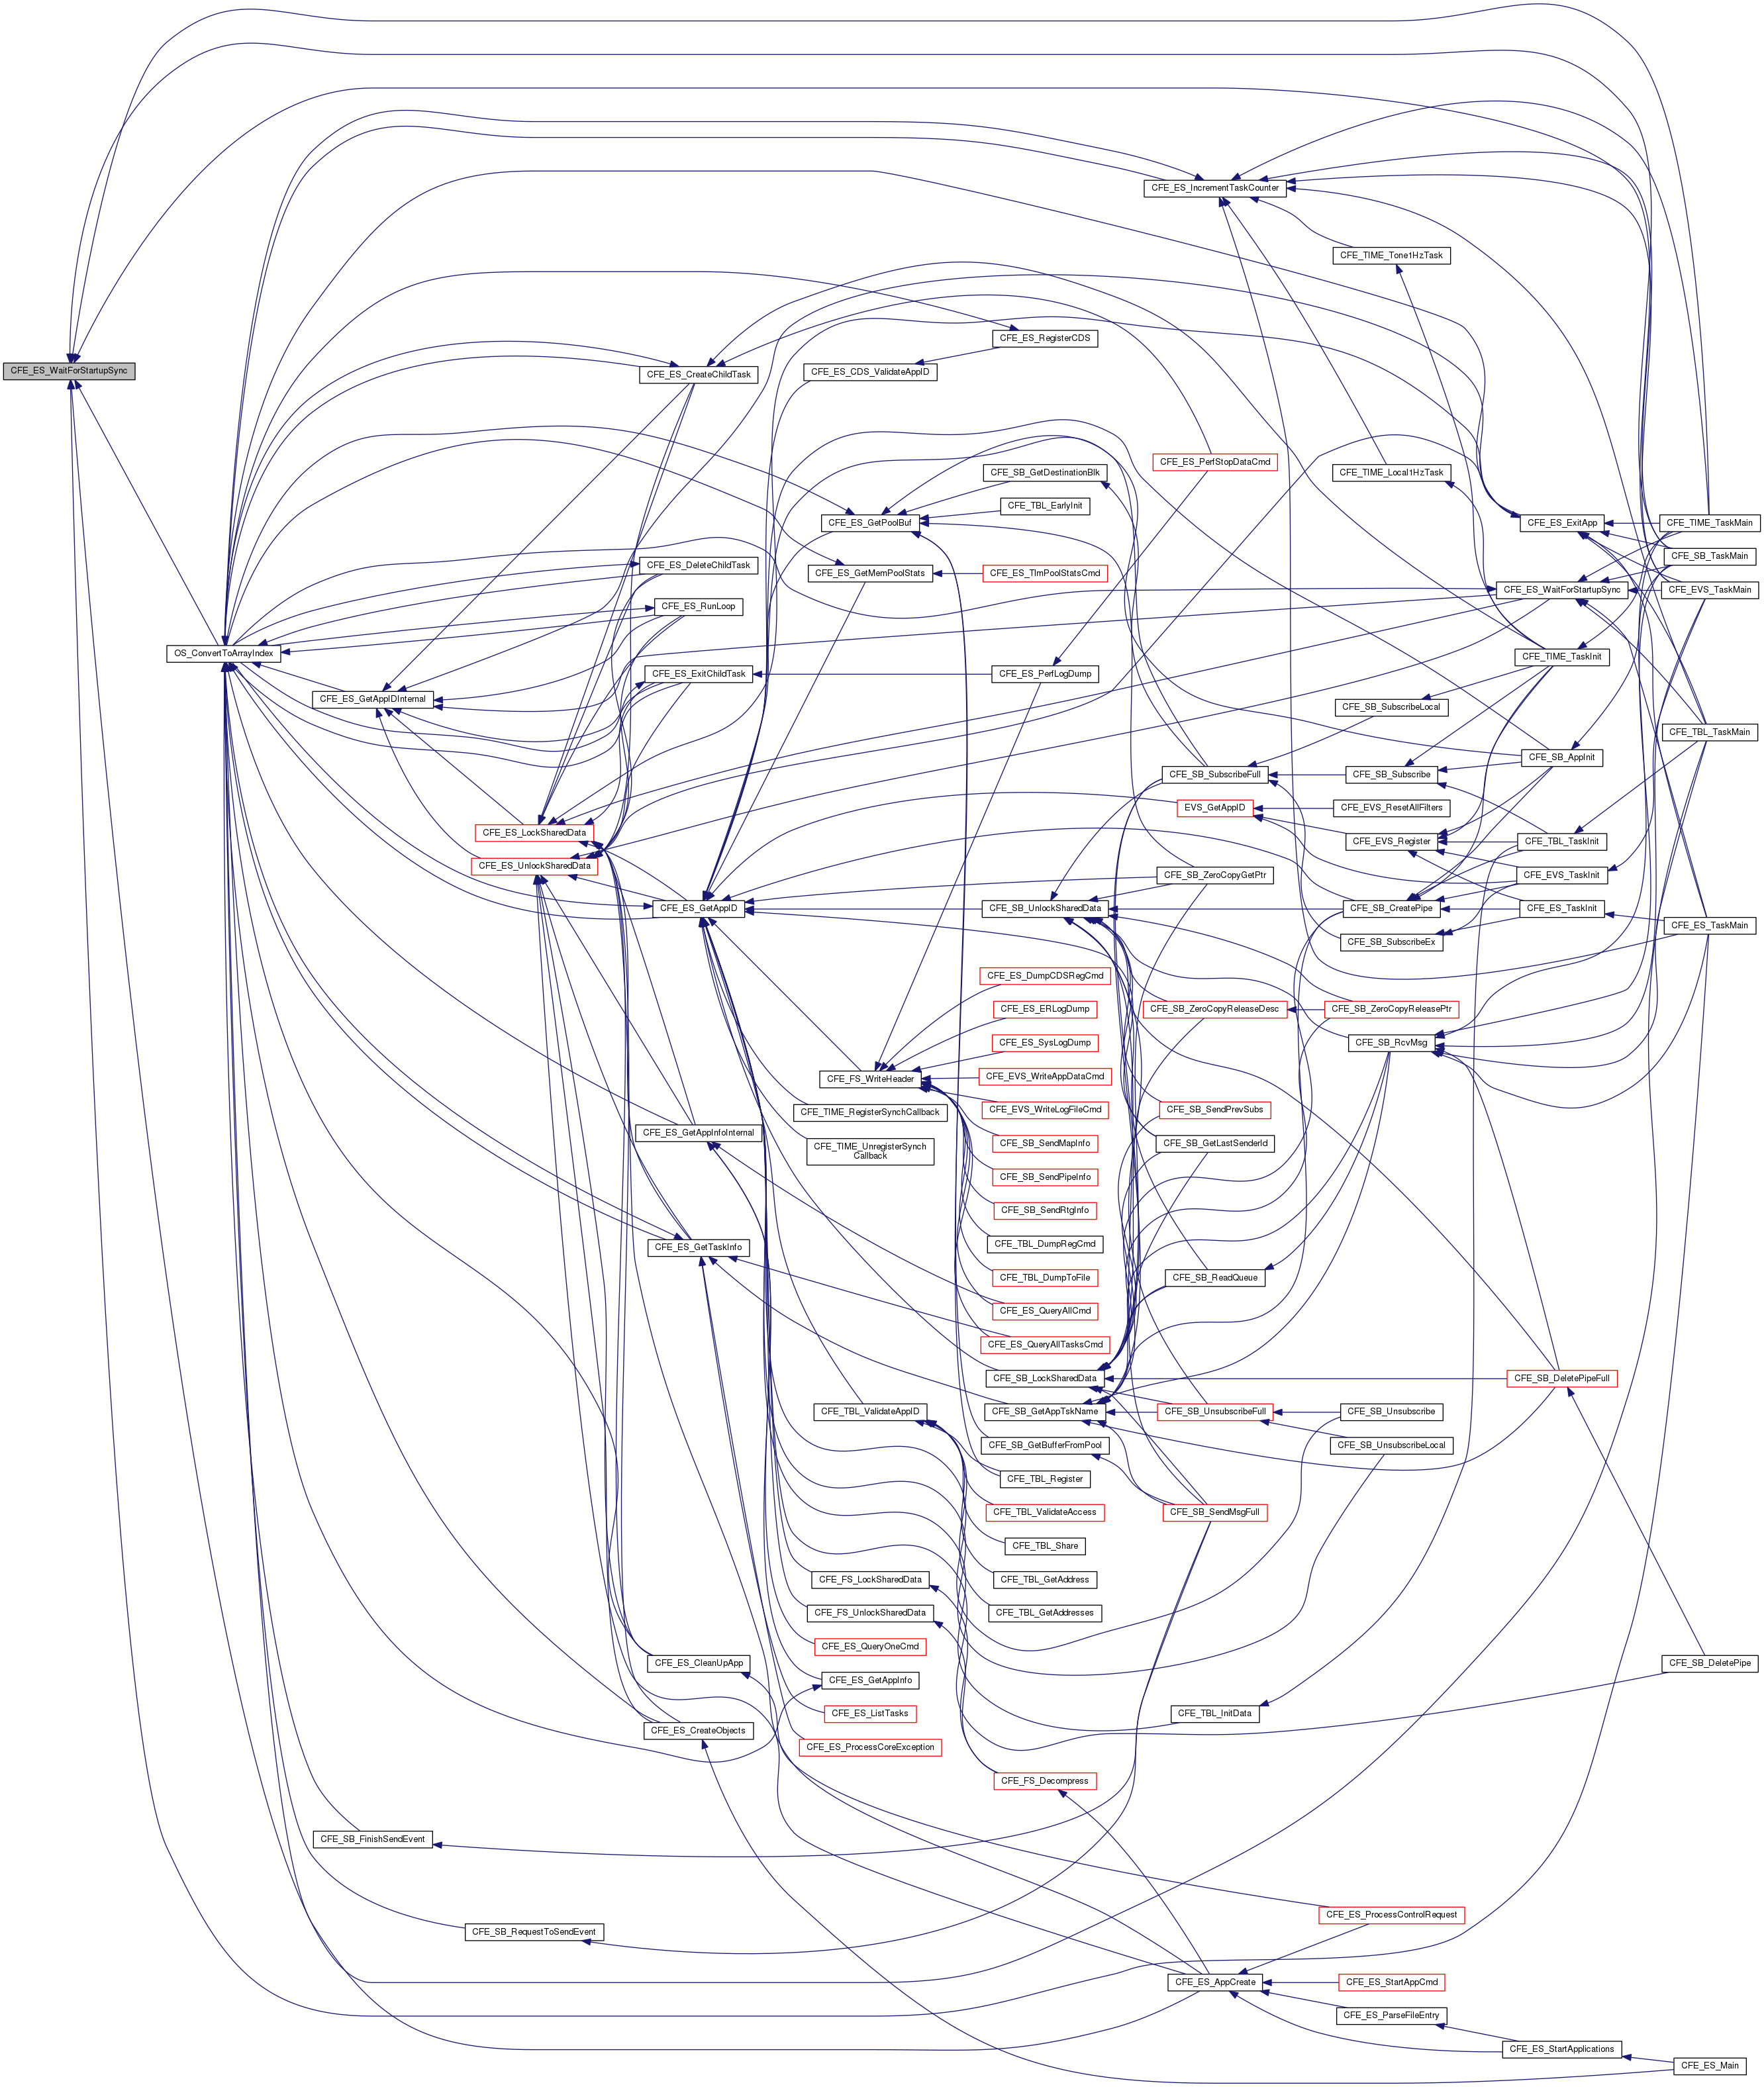 CFE_ES_WaitForStartupSync
CFE_ES_IncrementTaskCounter
CFE_TIME_Tone1HzTask
CFE_ES_RegisterCDS
CFE_ES_CreateChildTask
CFE_ES_CDS_ValidateAppID
CFE_ES_PerfStopDataCmd
CFE_SB_GetDestinationBlk
CFE_TIME_Local1HzTask
CFE_TBL_EarlyInit
CFE_ES_GetPoolBuf
CFE_ES_ExitApp
CFE_TIME_TaskMain
CFE_SB_TaskMain
CFE_ES_DeleteChildTask
CFE_ES_GetMemPoolStats
CFE_ES_TlmPoolStatsCmd
CFE_ES_WaitForStartupSync
CFE_EVS_TaskMain
CFE_ES_RunLoop
OS_ConvertToArrayIndex
CFE_TIME_TaskInit
CFE_ES_ExitChildTask
CFE_ES_PerfLogDump
CFE_ES_GetAppIDInternal
CFE_SB_SubscribeLocal
CFE_TBL_TaskMain
CFE_SB_AppInit
CFE_SB_SubscribeFull
CFE_SB_Subscribe
EVS_GetAppID
CFE_EVS_ResetAllFilters
CFE_ES_LockSharedData
CFE_EVS_Register
CFE_TBL_TaskInit
CFE_ES_UnlockSharedData
CFE_SB_ZeroCopyGetPtr
CFE_EVS_TaskInit
CFE_ES_GetAppID
CFE_SB_UnlockSharedData
CFE_SB_CreatePipe
CFE_ES_TaskInit
CFE_ES_TaskMain
CFE_SB_SubscribeEx
CFE_ES_DumpCDSRegCmd
CFE_ES_ERLogDump
CFE_SB_ZeroCopyReleaseDesc
CFE_SB_ZeroCopyReleasePtr
CFE_ES_SysLogDump
CFE_SB_RcvMsg
CFE_FS_WriteHeader
CFE_EVS_WriteAppDataCmd
CFE_TIME_RegisterSynchCallback
CFE_EVS_WriteLogFileCmd
CFE_SB_SendPrevSubs
CFE_ES_GetAppInfoInternal
CFE_SB_SendMapInfo
CFE_SB_GetLastSenderId
CFE_TIME_UnregisterSynch
Callback
CFE_SB_SendPipeInfo
CFE_SB_SendRtgInfo
CFE_ES_GetTaskInfo
CFE_TBL_DumpRegCmd
CFE_TBL_DumpToFile
CFE_SB_ReadQueue
CFE_ES_QueryAllCmd
CFE_ES_QueryAllTasksCmd
CFE_SB_LockSharedData
CFE_SB_DeletePipeFull
CFE_TBL_ValidateAppID
CFE_SB_GetAppTskName
CFE_SB_UnsubscribeFull
CFE_SB_Unsubscribe
CFE_SB_GetBufferFromPool
CFE_SB_UnsubscribeLocal
CFE_TBL_Register
CFE_TBL_ValidateAccess
CFE_SB_SendMsgFull
CFE_TBL_Share
CFE_FS_LockSharedData
CFE_TBL_GetAddress
CFE_FS_UnlockSharedData
CFE_TBL_GetAddresses
CFE_ES_QueryOneCmd
CFE_ES_CleanUpApp
CFE_SB_DeletePipe
CFE_ES_GetAppInfo
CFE_ES_ListTasks
CFE_TBL_InitData
CFE_ES_CreateObjects
CFE_ES_ProcessCoreException
CFE_FS_Decompress
CFE_SB_FinishSendEvent
CFE_ES_ProcessControlRequest
CFE_SB_RequestToSendEvent
CFE_ES_AppCreate
CFE_ES_StartAppCmd
CFE_ES_ParseFileEntry
CFE_ES_StartApplications
CFE_ES_Main